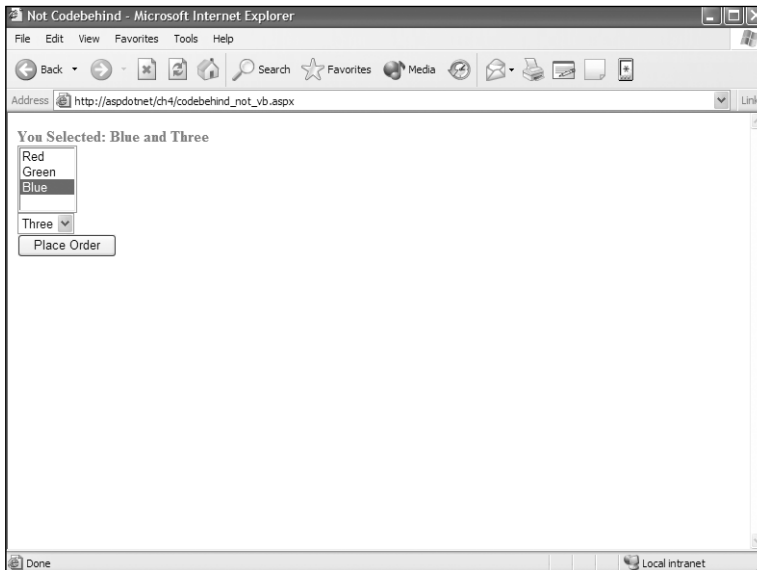 Not Codebehind - Microsoft Internet Explorer
File Edit View Favorites Tools Help
Back Search Favorites Media
Address http://aspdotnet/ch4/codebehind_not_vb.aspx Link
You Selected: Blue and Three
Red
Green
Blue
Three
Place Order
Done Local intranet